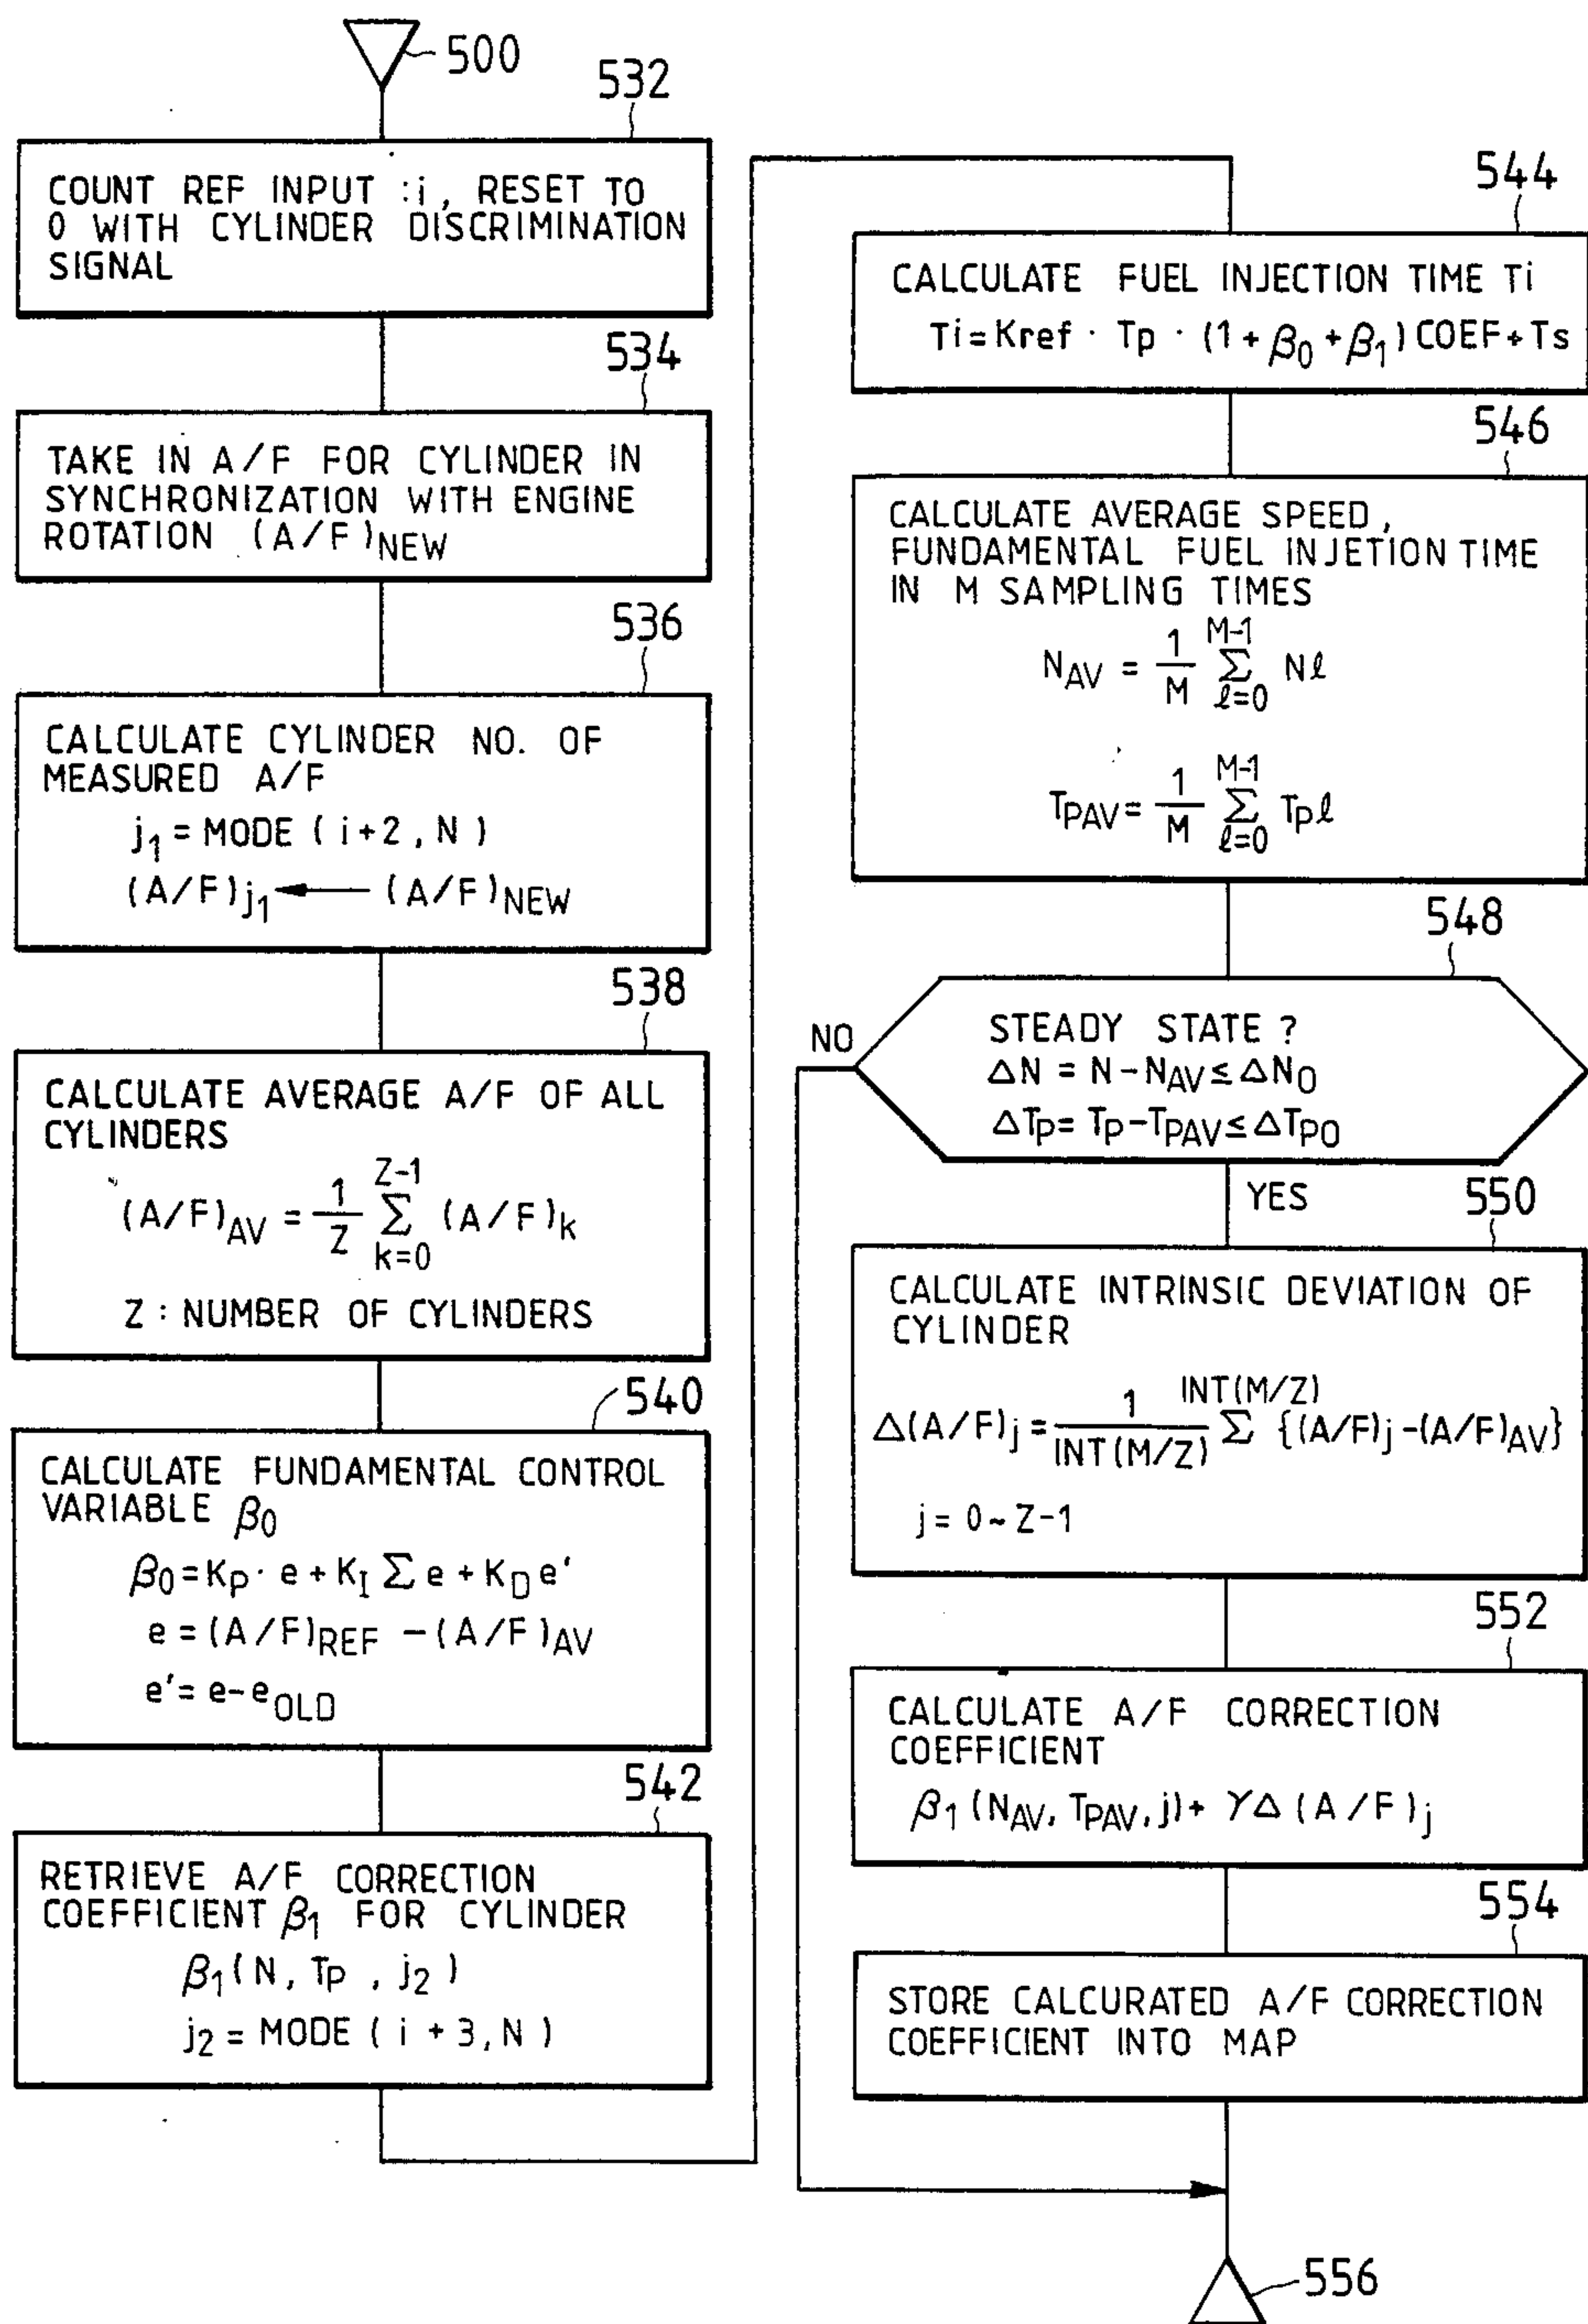 500
532
COUNT REF INPUT :i, RESET TO
0 WITH CYLINDER DISCRIMINATION
SIGNAL
534
TAKE IN A/F FOR CYLINDER IN
SYNCHRONIZATION WITH ENGINE
ROTATION (A/F)NEW
536
CALCULATE CYLINDER NO. OF
MEASURED A/F
j1 = MODE ( i+2 , N )
(A/F)j1 ← (A/F)NEW
538
CALCULATE AVERAGE A/F OF ALL
CYLINDERS
(A/F)AV = 1/Z Σ k=0 Z-1 (A/F)k
Z : NUMBER OF CYLINDERS
540
CALCULATE FUNDAMENTAL CONTROL
VARIABLE β0
β0 = KP · e + KI Σ e + KD e'
e = (A/F)REF - (A/F)AV
e' = e - eOLD
542
RETRIEVE A/F CORRECTION
COEFFICIENT β1 FOR CYLINDER
β1 ( N, TP , j2 )
j2 = MODE ( i + 3, N )
544
CALCULATE FUEL INJECTION TIME Ti
Ti = Kref · Tp · (1 + β0 + β1) COEF + Ts
546
CALCULATE AVERAGE SPEED,
FUNDAMENTAL FUEL INJETION TIME
IN M SAMPLING TIMES
NAV = 1/M Σ ℓ=0 M-1 Nℓ
TPAV = 1/M Σ ℓ=0 M-1 Tpℓ
548
STEADY STATE ?
ΔN = N - NAV ≤ ΔN0
ΔTP = TP - TPAV ≤ ΔTP0
NO
YES
550
CALCULATE INTRINSIC DEVIATION OF
CYLINDER
Δ(A/F)j = 1/INT(M/Z) Σ INT(M/Z) {(A/F)j - (A/F)AV}
j = 0 ~ Z-1
552
CALCULATE A/F CORRECTION
COEFFICIENT
β1 (NAV, TPAV, j) + γΔ (A/F)j
554
STORE CALCURATED A/F CORRECTION
COEFFICIENT INTO MAP
556